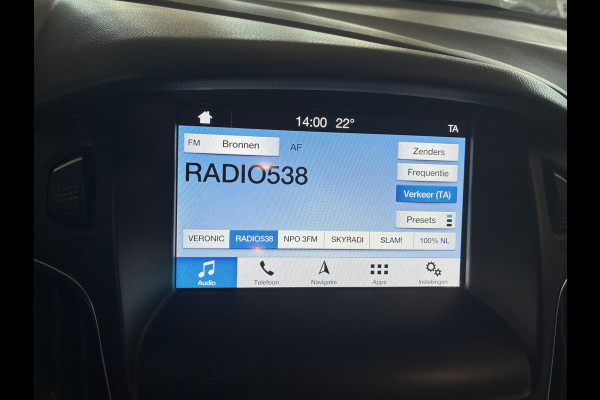 14:00 22°
TA
FM Bronnen AF
Zenders
RADIO538
Frequentie
Verkeer (TA)
Presets
VERONIC RADIO538 NPO 3FM SKYRADI SLAM! 100% NL
Audio Telefoon Navigatie Apps Instellingen